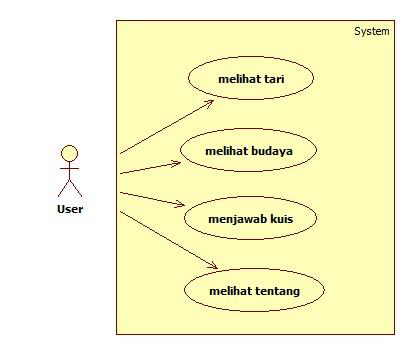 System
melihat tari
melihat budaya
User
menjawab kuis
melihat tentang